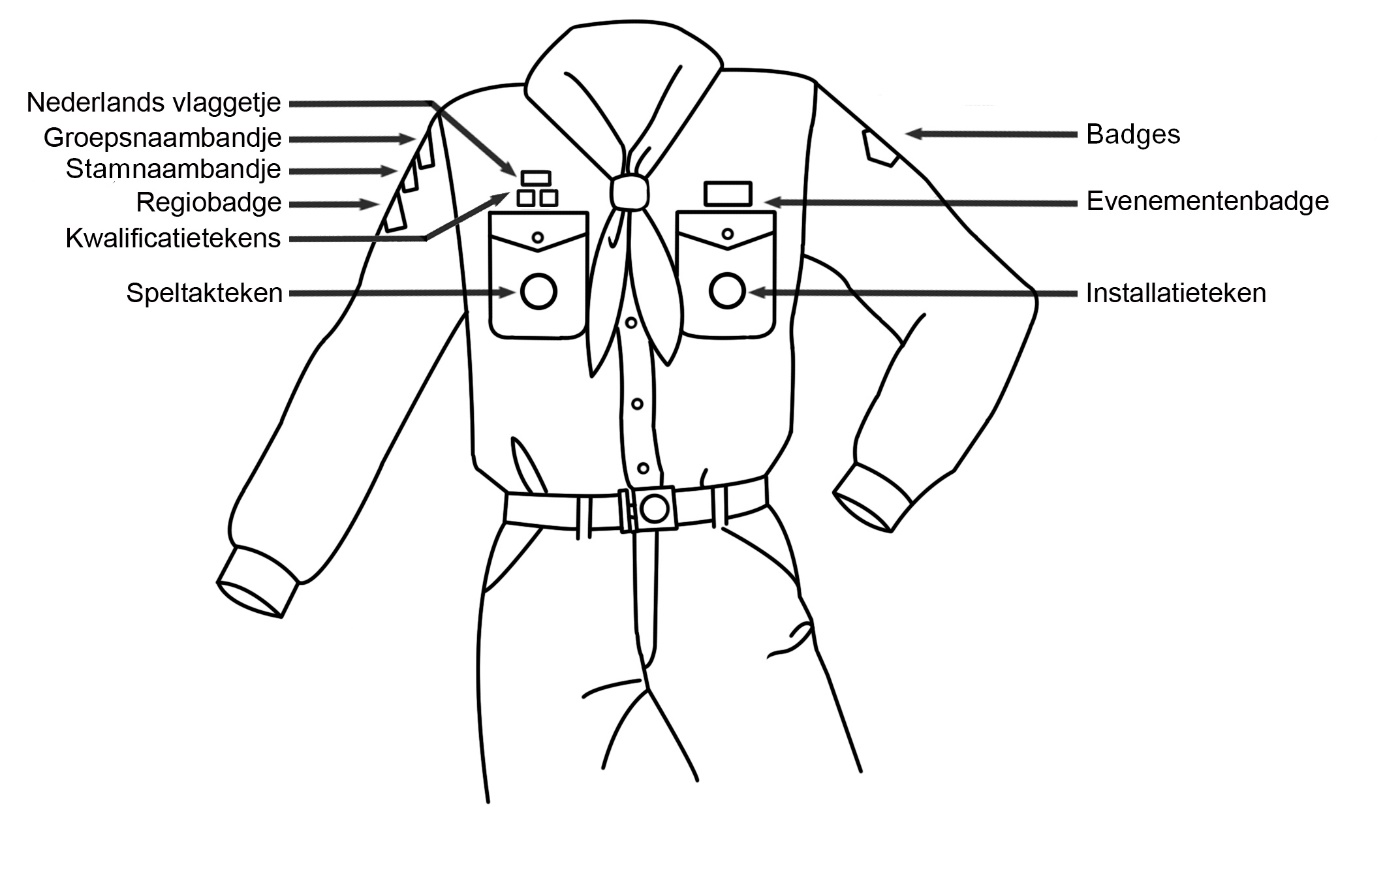 Nederlands vlaggetje
Groepsnaambandje
Stamnaambandje
Regiobadge
Kwalificatietekens
Speltakteken
Badges
Evenementenbadge
Installatieteken